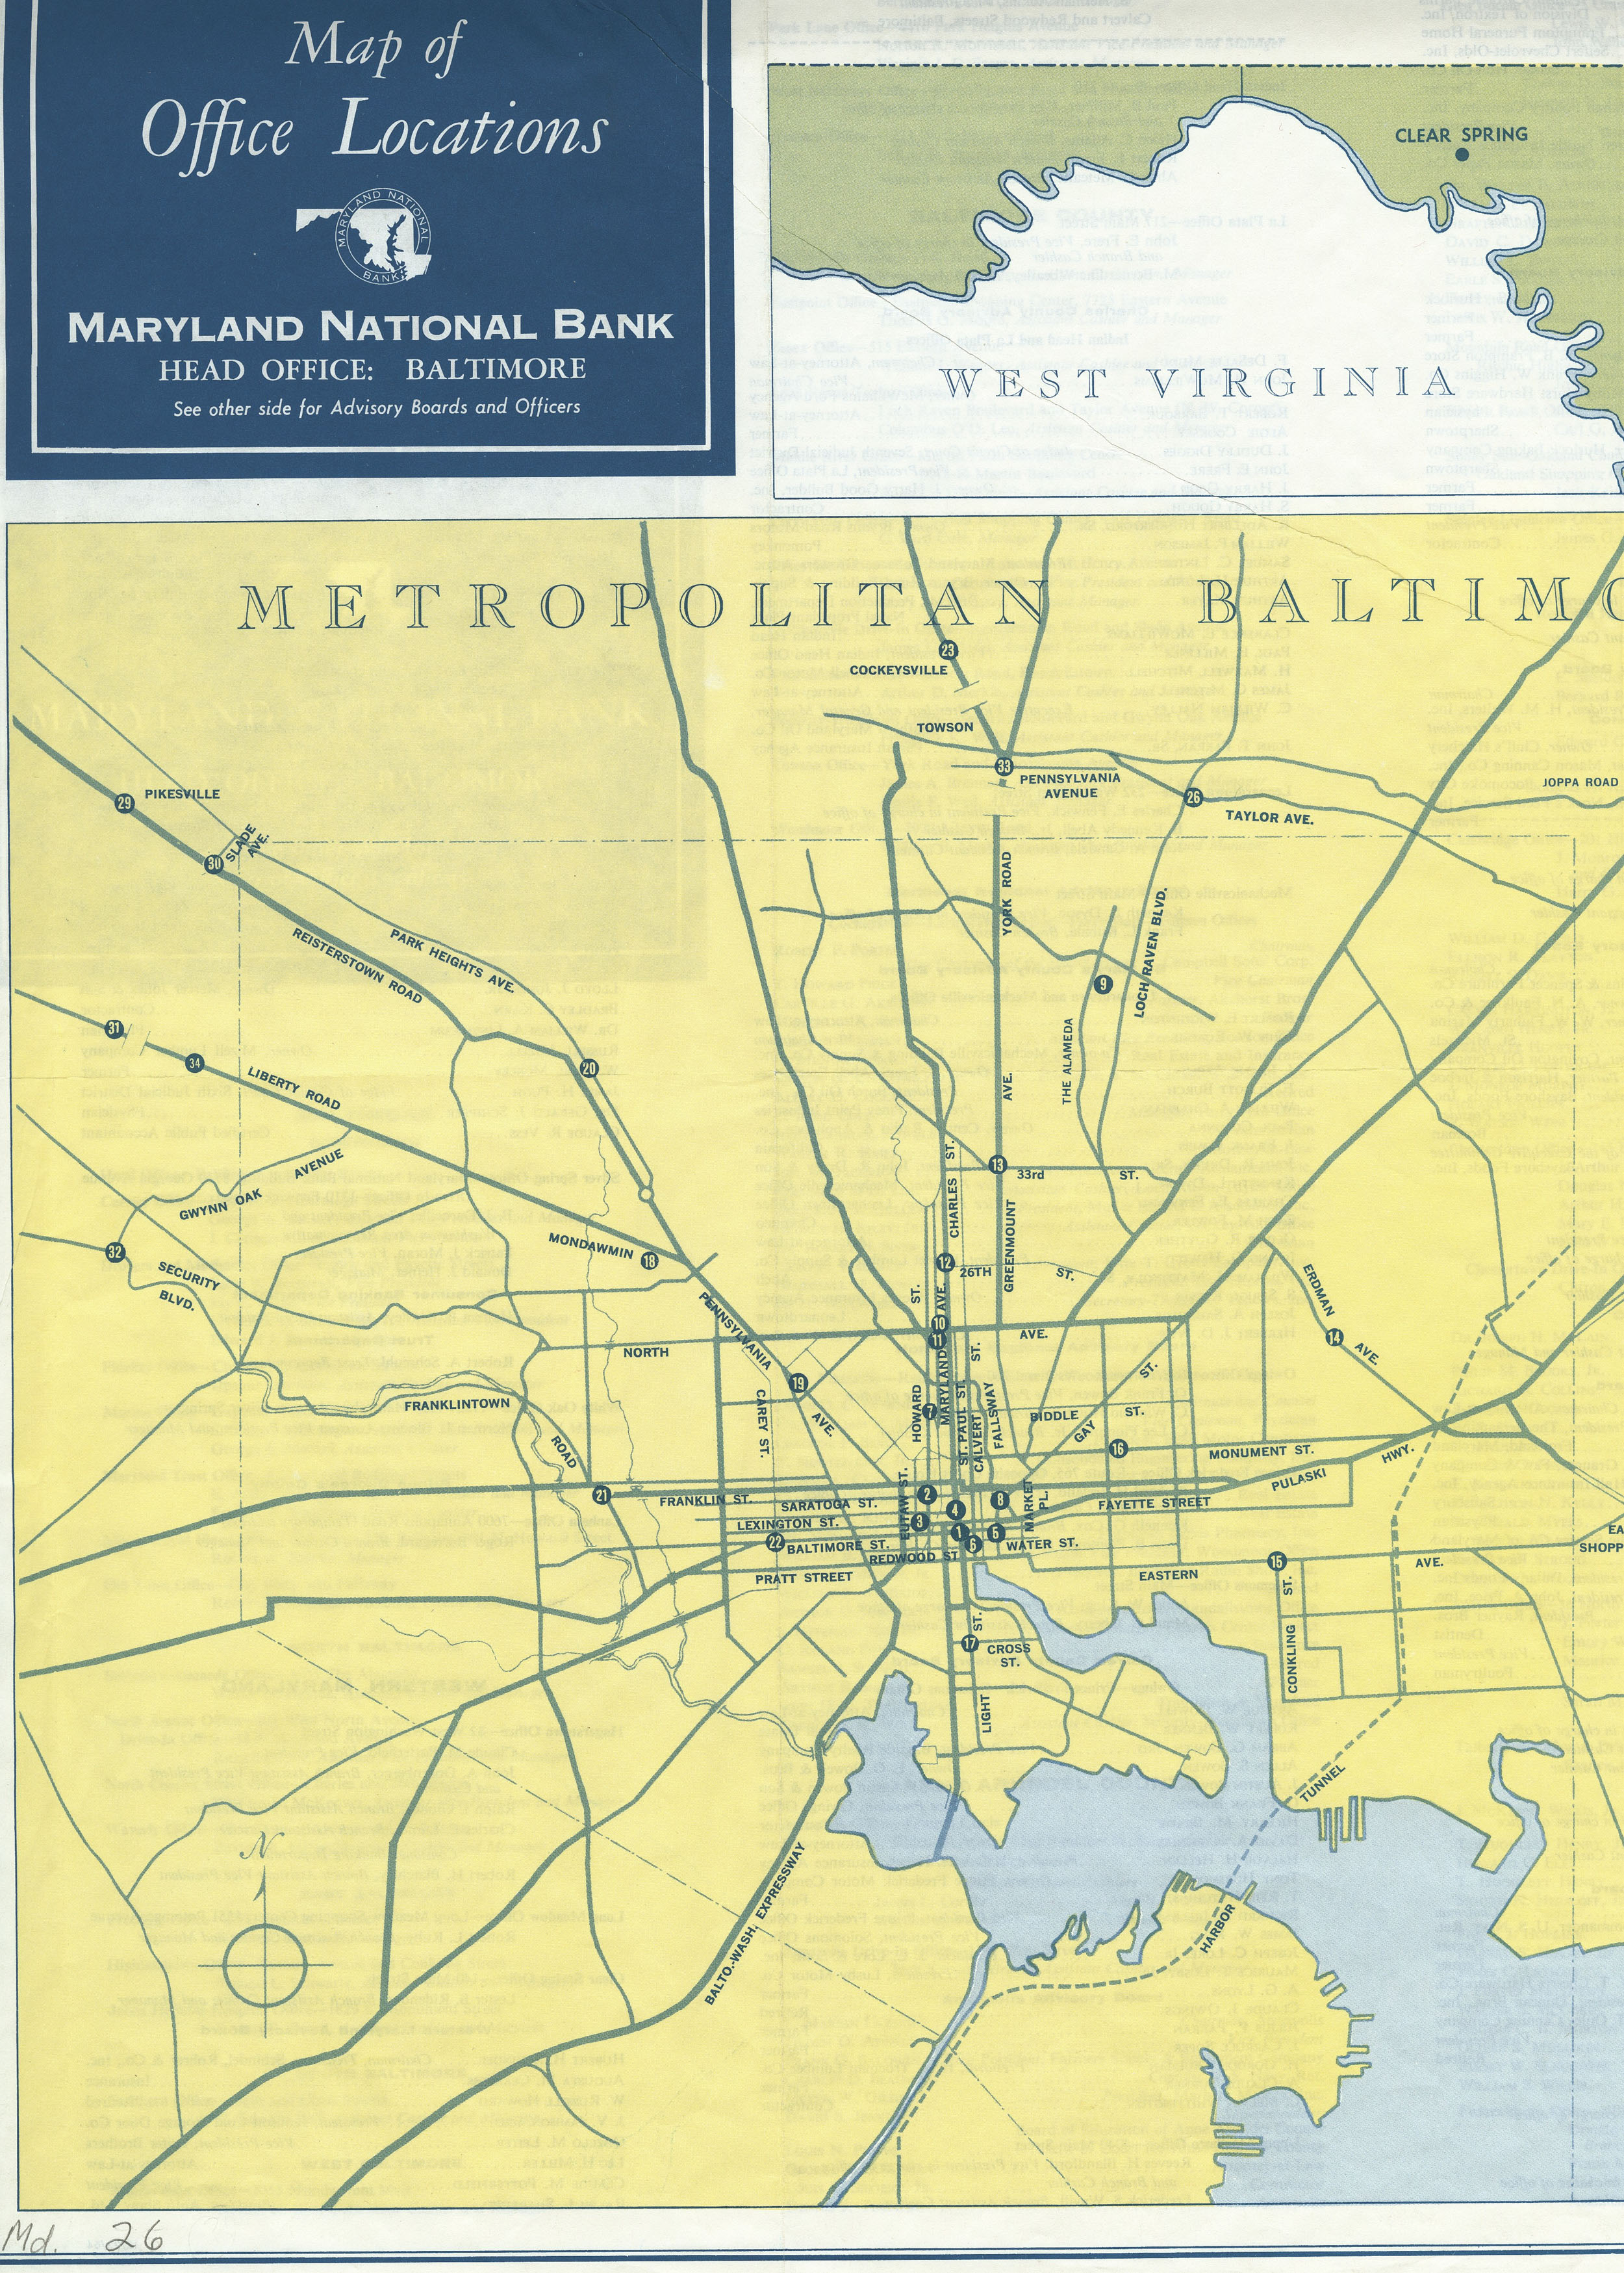 Map of
Office Locations
MARYLAND NATIONAL
BANK
MARYLAND NATIONAL BANK
HEAD OFFICE: BALTIMORE
See other side for Advisory Boards and Officers
CLEAR SPRING
WEST VIRGINIA
METROPOLITAN BALTIMO
23
COCKEYSVILLE
TOWSON
33
PENNSYLVANIA
AVENUE
JOPPA ROAD
26
TAYLOR AVE.
29
PIKESVILLE
30
SLADE
AVE.
YORK ROAD
REISTERSTOWN ROAD
PARK HEIGHTS AVE.
LOCH RAVEN BLVD.
9
31
34
LIBERTY ROAD
20
THE ALAMEDA
AVE.
GWYNN OAK AVENUE
13
33rd ST.
CHARLES ST.
GREENMOUNT
32
SECURITY
BLVD.
MONDAWMIN
18
12
26TH ST.
ST.
AVE.
ERDMAN AVE.
14
PENNSYLVANIA AVE.
10
11
NORTH AVE.
19
FRANKLINTOWN ROAD
CAREY ST.
HOWARD
7
MARYLAND
ST. PAUL ST.
CALVERT
ST.
FALLSWAY
BIDDLE ST.
GAY ST.
16
MONUMENT ST.
PULASKI HWY.
21
FRANKLIN ST.
SARATOGA ST.
EUTAW ST.
2
4
8
MARKET
PL.
FAYETTE STREET
LEXINGTON ST.
3
1
5
22
BALTIMORE ST.
6
WATER ST.
REDWOOD ST
PRATT STREET
EASTERN AVE.
15
EA
SHOPP
CONKLING ST.
17
CROSS
ST.
LIGHT ST.
TUNNEL
HARBOR
BALTO.-WASH. EXPRESSWAY
N
Md. 26